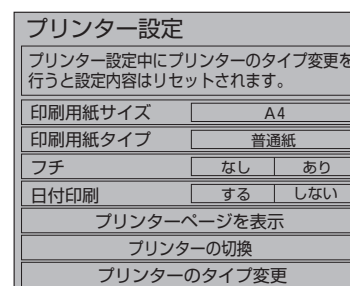 プリンター設定
プリンター設定中にプリンターのタイプ変更を
行うと設定内容はリセットされます。
印刷用紙サイズ A4
印刷用紙タイプ 普通紙
フチ なし あり
日付印刷 する しない
プリンターページを表示
プリンターの切換
プリンターのタイプ変更